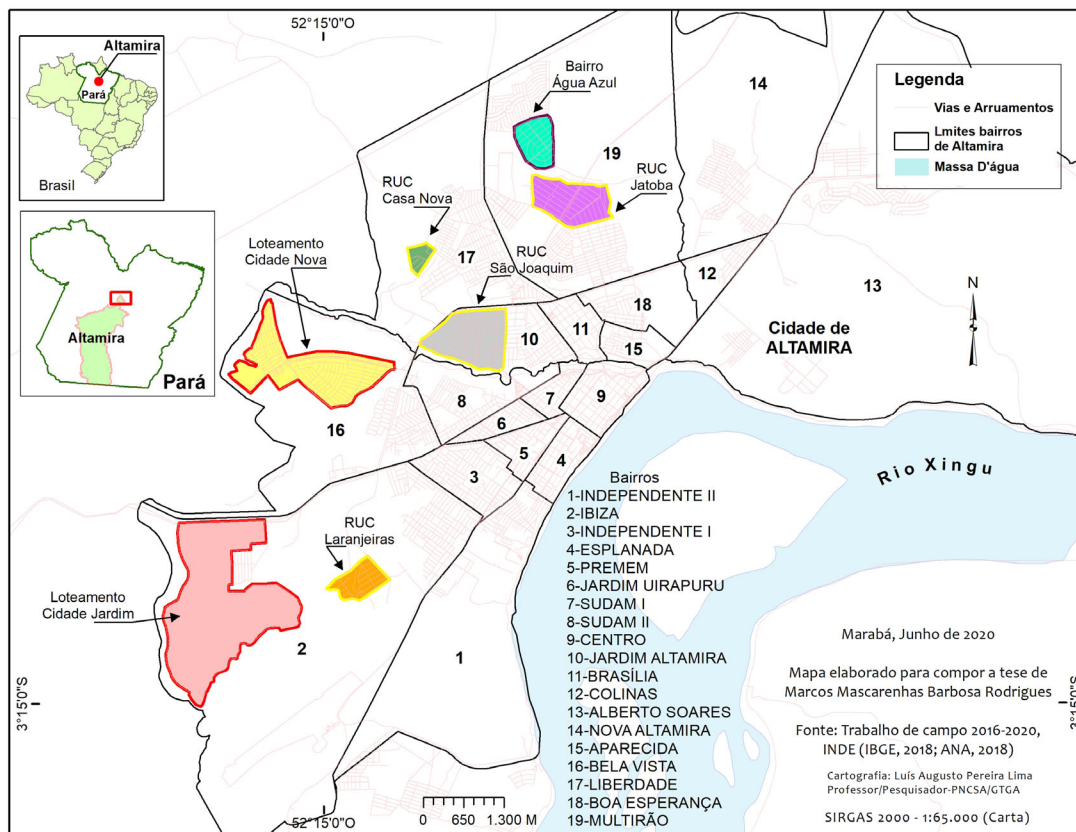 52°15'0"O
Altamira
Pará
Brasil
Altamira
Pará
Bairro
Água Azul
14
Legenda
Vias e Arruamentos
Lmites bairros
de Altamira
Massa D'água
19
RUC
Jatoba
RUC
Casa Nova
Loteamento
Cidade Nova
17
RUC
São Joaquim
12
13
18
N
10
11
15
Cidade de
ALTAMIRA
8
7
9
6
16
5
4
3
Rio Xingu
RUC
Laranjeiras
Loteamento
Cidade Jardim
2
1
Bairros
1-INDEPENDENTE II
2-IBIZA
3-INDEPENDENTE I
4-ESPLANADA
5-PREMEM
6-JARDIM UIRAPURU
7-SUDAM I
8-SUDAM II
9-CENTRO
10-JARDIM ALTAMIRA
11-BRASÍLIA
12-COLINAS
13-ALBERTO SOARES
14-NOVA ALTAMIRA
15-APARECIDA
16-BELA VISTA
17-LIBERDADE
18-BOA ESPERANÇA
19-MULTIRÃO
Marabá, Junho de 2020
Mapa elaborado para compor a tese de
Marcos Mascarenhas Barbosa Rodrigues
Fonte: Trabalho de campo 2016-2020,
INDE (IBGE, 2018; ANA, 2018)
Cartografia: Luís Augusto Pereira Lima
Professor/Pesquisador-PNCSA/GTGA
SIRGAS 2000 - 1:65.000 (Carta)
3°15'0"S
3°15'0"S
52°15'0"O
0 650 1.300 M